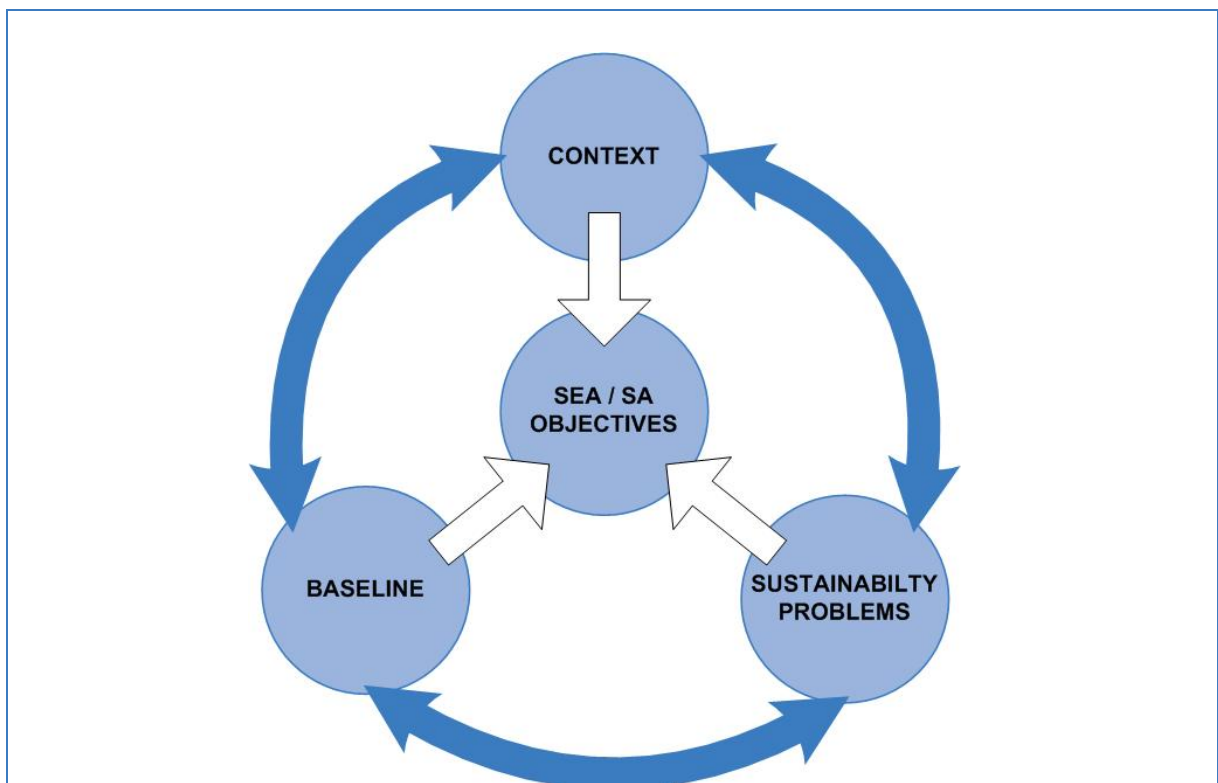 CONTEXT
SEA / SA
OBJECTIVES
BASELINE
SUSTAINABILTY
PROBLEMS